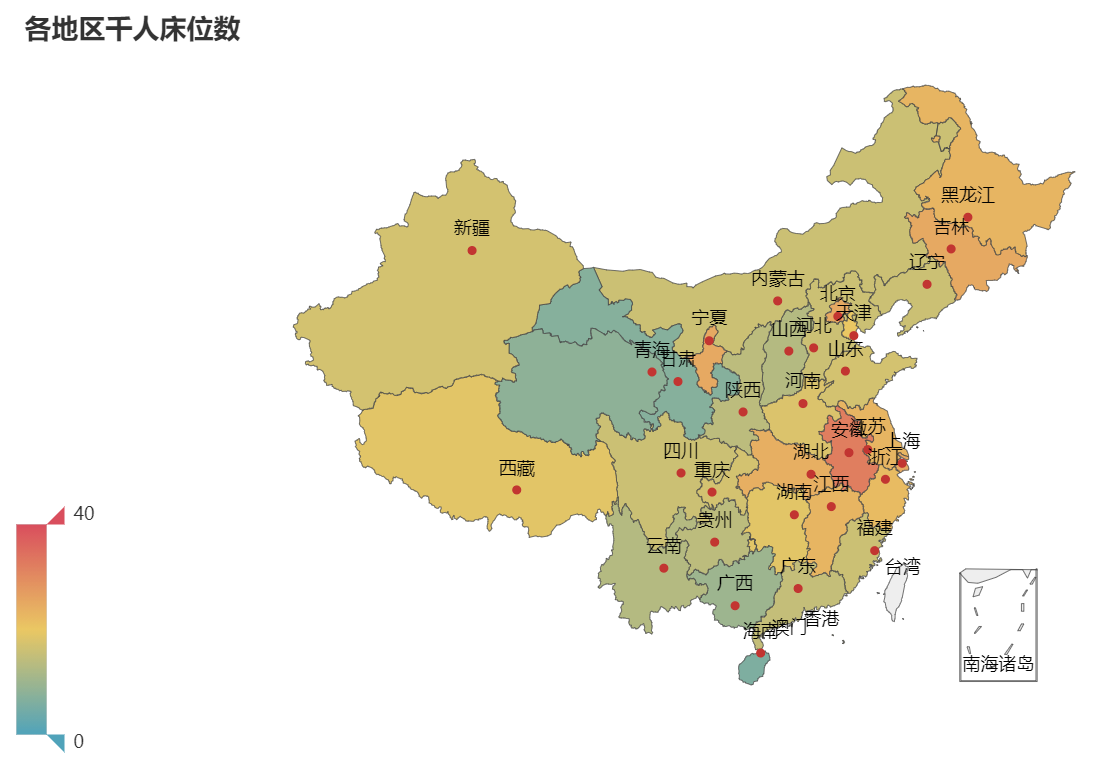 各地区千人床位数
黑龙江
吉林
新疆
辽宁
内蒙古
北京
天津
宁夏
山西
河北
山东
青海
甘肃
河南
陕西
安徽
江苏
上海
四川
湖北
浙江
西藏
重庆
江西
湖南
40
贵州
福建
云南
广东
台湾
广西
香港
澳门
海南
南海诸岛
0